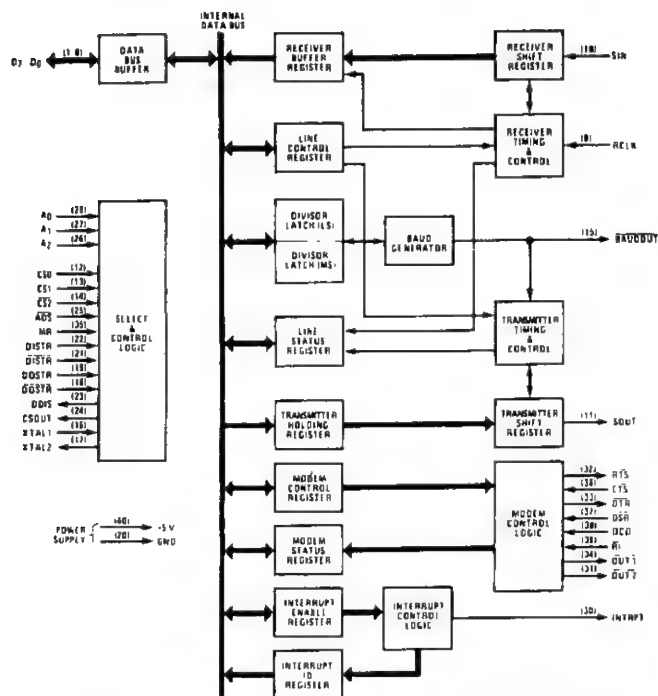 INTERNAL
DATA BUS
D7 D0
(1-8)
DATA
BUS
BUFFER
RECEIVER
BUFFER
REGISTER
RECEIVER
SHIFT
REGISTER
(10)
SIN
LINE
CONTROL
REGISTER
RECEIVER
TIMING
&
CONTROL
(9)
RCLK
A0 (28)
A1 (27)
A2 (26)
CS0 (12)
CS1 (13)
CS2 (14)
ADS (25)
MR (35)
DISTR (22)
DISTR (21)
DOSTR (19)
DOSTR (18)
DDIS (23)
CSOUT (24)
XTAL1 (16)
XTAL2 (17)
SELECT
&
CONTROL
LOGIC
DIVISOR
LATCH (LS)
DIVISOR
LATCH (MS)
BAUD
GENERATOR
(15)
BAUDOUT
LINE
STATUS
REGISTER
TRANSMITTER
TIMING
&
CONTROL
TRANSMITTER
HOLDING
REGISTER
TRANSMITTER
SHIFT
REGISTER
(11)
SOUT
MODEM
CONTROL
REGISTER
MODEM
STATUS
REGISTER
MODEM
CONTROL
LOGIC
(32) RTS
(36) CTS
(33) DTR
(37) DSR
(38) DCD
(39) RI
(34) OUT 1
(31) OUT 2
POWER
SUPPLY
(40) +5 V
(20) GND
INTERRUPT
ENABLE
REGISTER
INTERRUPT
CONTROL
LOGIC
(30)
INTRPT
INTERRUPT
ID
REGISTER